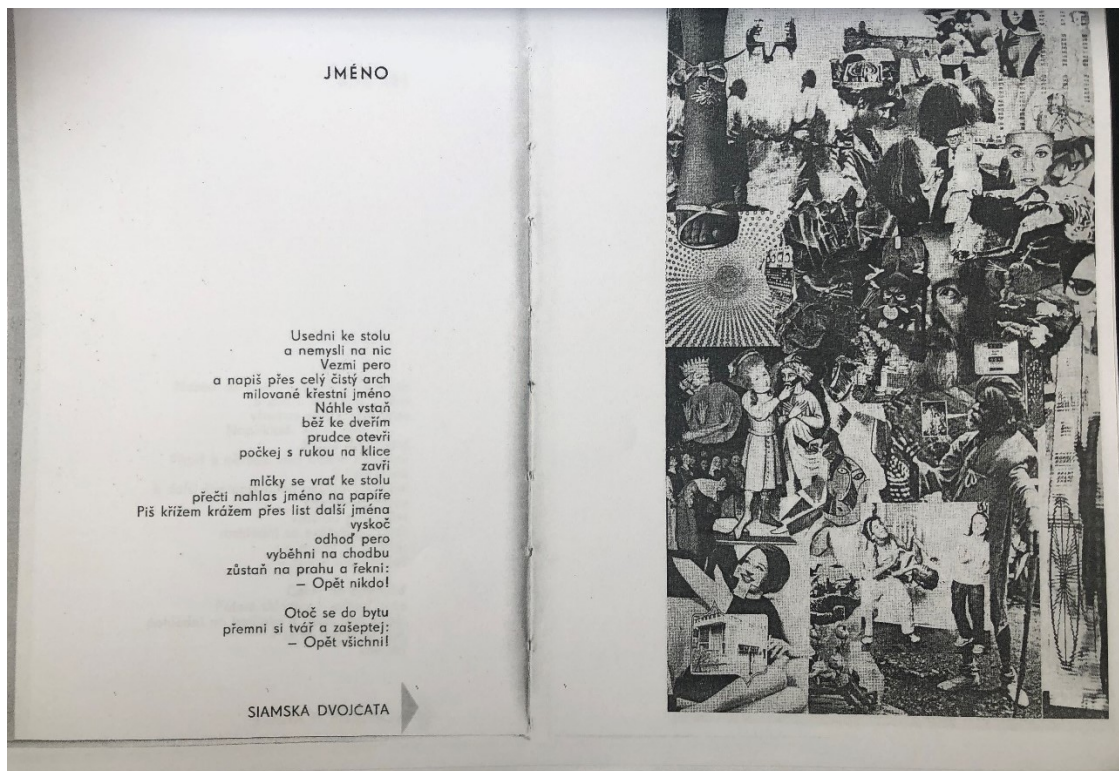 JMÉNO
Usedni ke stolu
a nemysli na nic
Vezmi pero
a napiš přes celý čistý arch
milované křestní jméno
Náhle vstaň
běž ke dveřím
prudce otevři
počkej s rukou na klice
zavři
mlčky se vrať ke stolu
přečti nahlas jméno na papíře
Piš křížem krážem přes list další jména
vyskoč
odhoď pero
vyběhni na chodbu
zůstaň na prahu a řekni:
– Opět nikdo!
Otoč se do bytu
přemni si tvář a zašeptej:
– Opět všichni!
SIAMSKÁ DVOJČATA